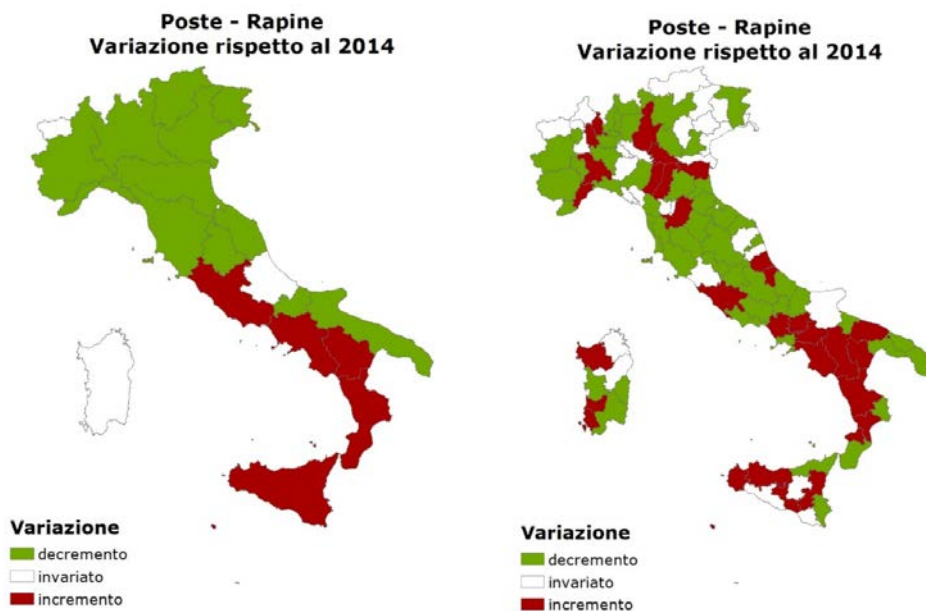 Poste - Rapine
Variazione rispetto al 2014
Variazione
decremento
invariato
incremento
Poste - Rapine
Variazione rispetto al 2014
Variazione
decremento
invariato
incremento